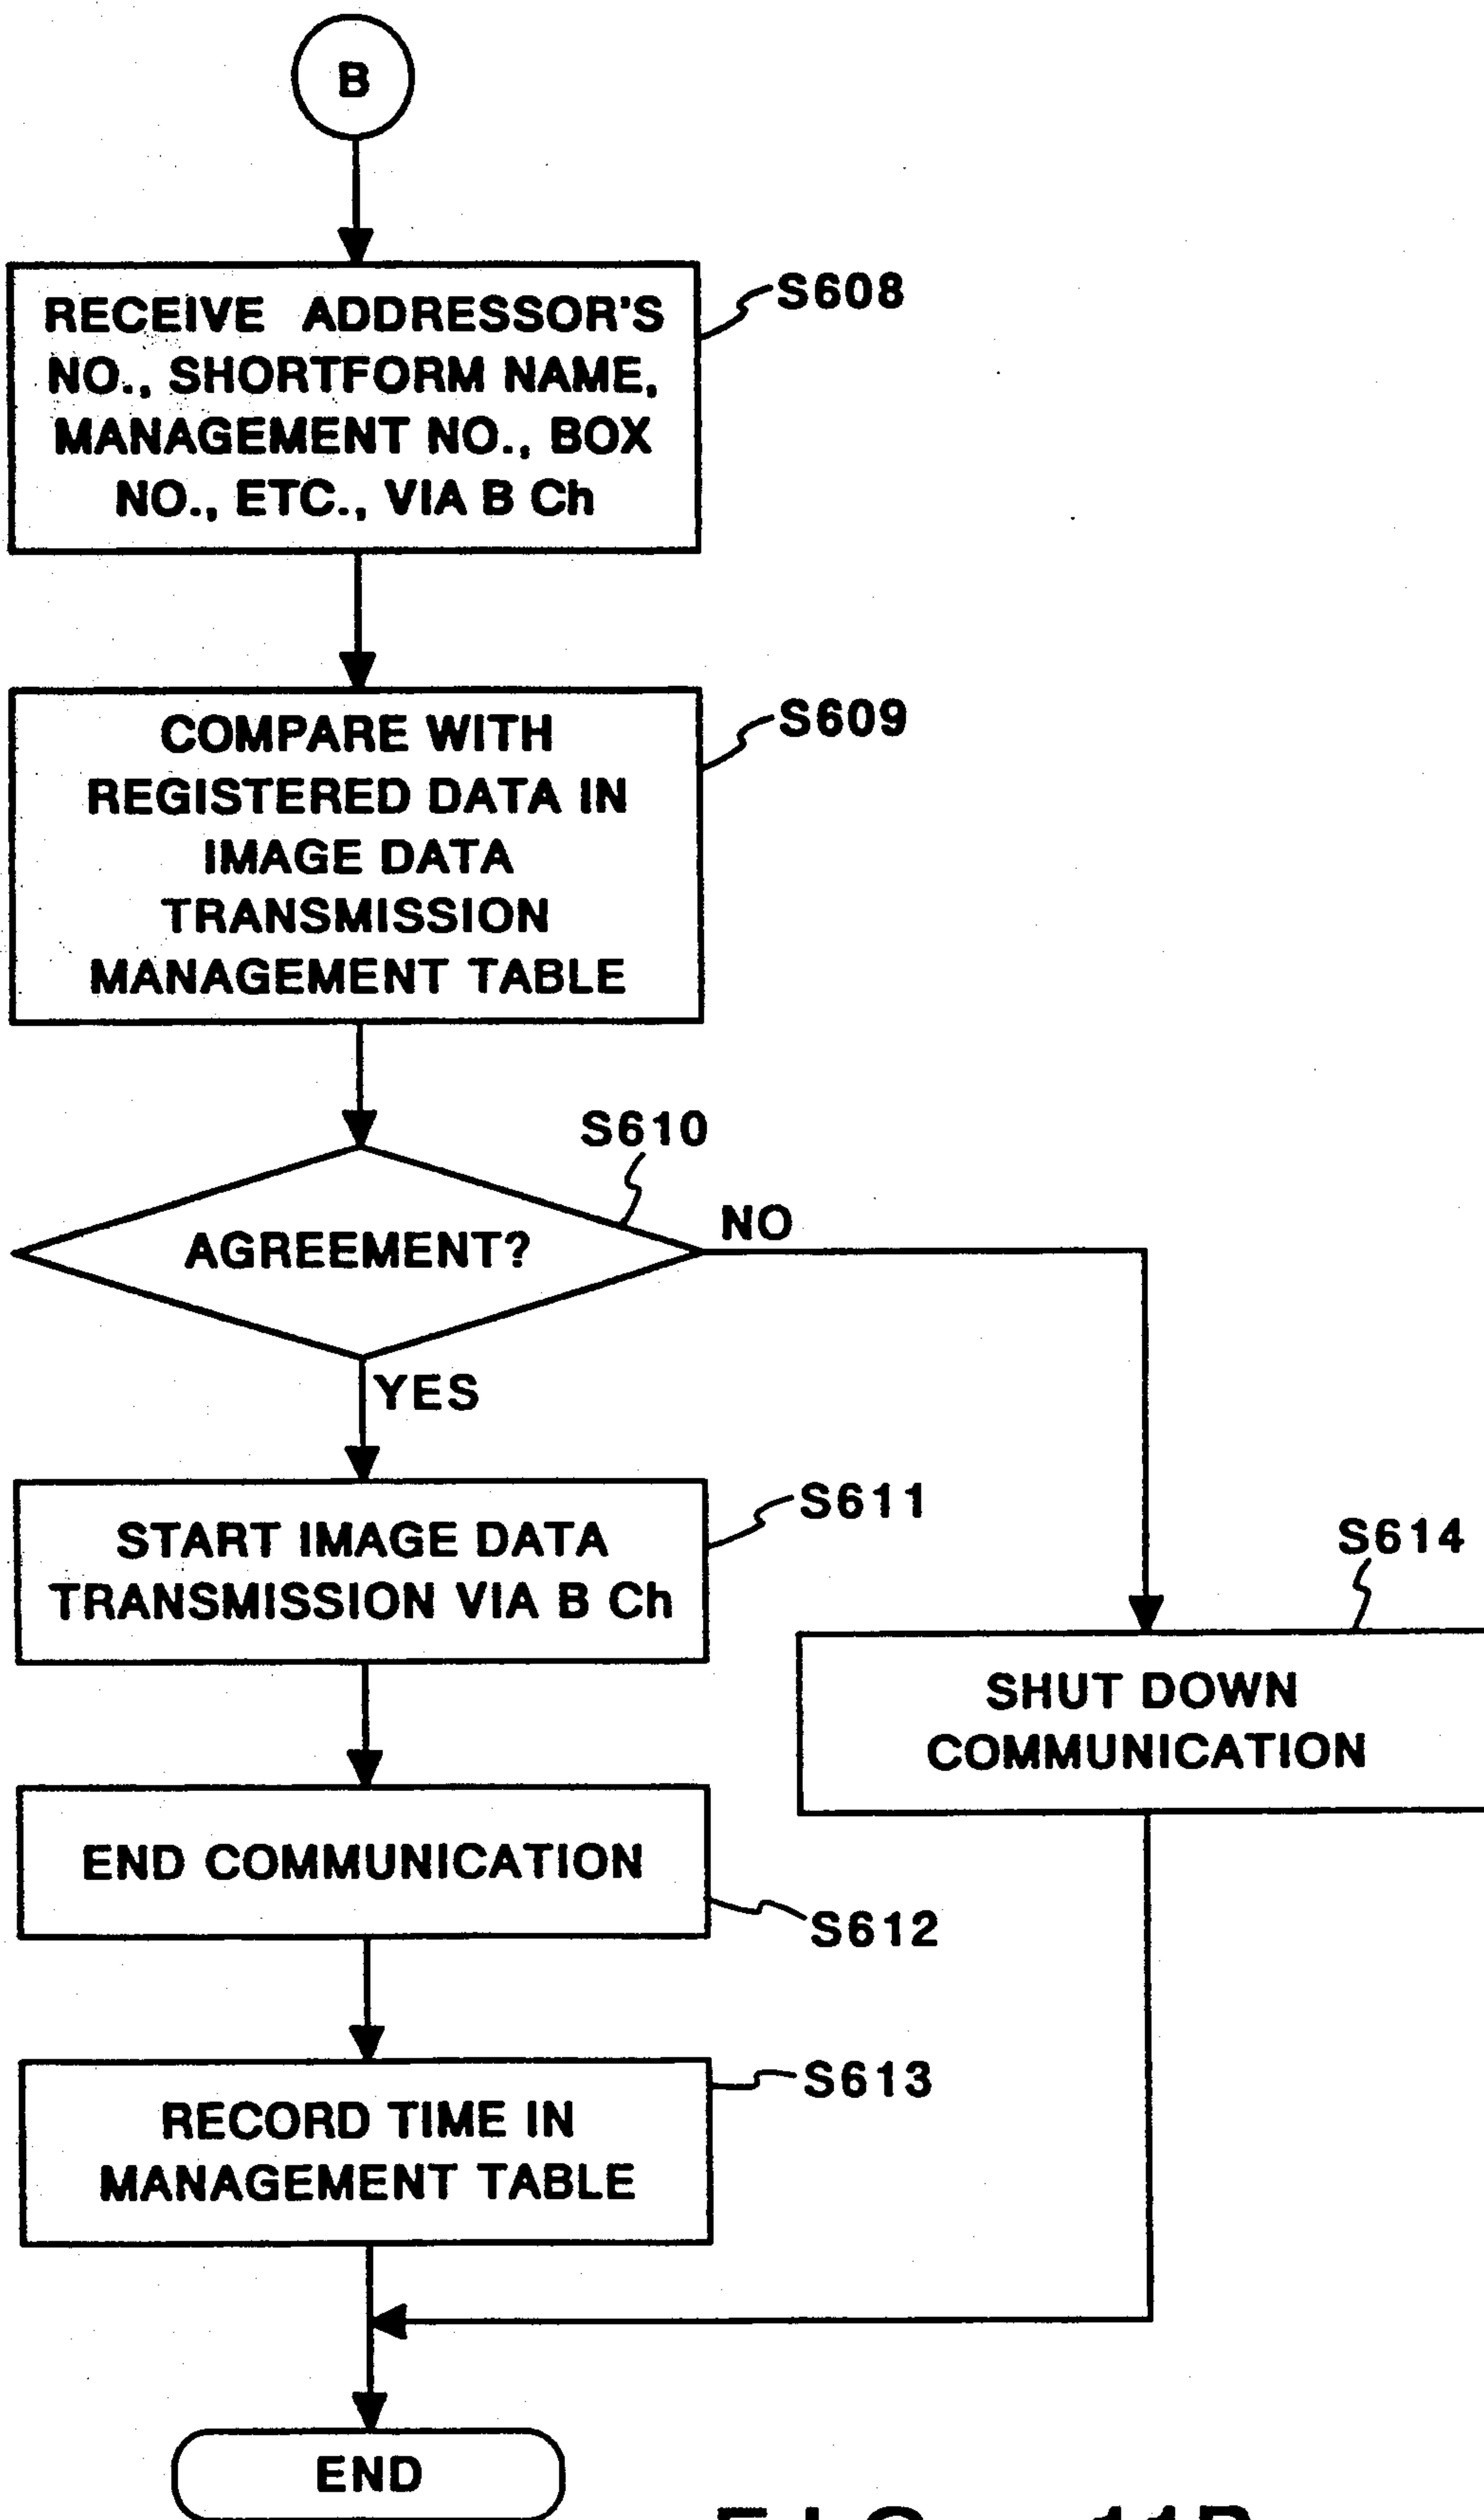 B
S608
RECEIVE ADDRESSOR'S
NO., SHORTFORM NAME,
MANAGEMENT NO., BOX
NO., ETC., VIA B Ch
S609
COMPARE WITH
REGISTERED DATA IN
IMAGE DATA
TRANSMISSION
MANAGEMENT TABLE
S610
AGREEMENT?
NO
YES
S611
START IMAGE DATA
TRANSMISSION VIA B Ch
S614
SHUT DOWN
COMMUNICATION
END COMMUNICATION
S612
S613
RECORD TIME IN
MANAGEMENT TABLE
END